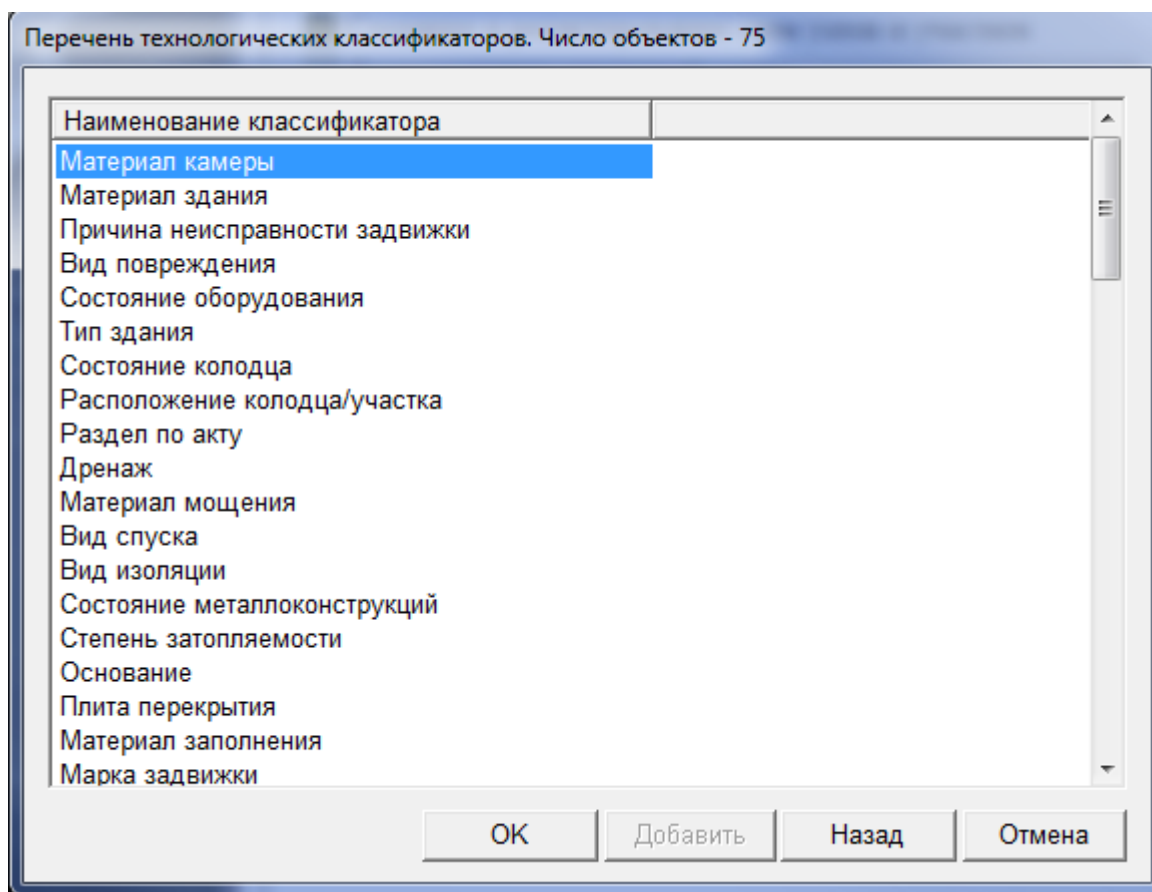 Перечень технологических классификаторов. Число объектов - 75
Наименование классификатора
Материал камеры
Материал здания
Причина неисправности задвижки
Вид повреждения
Состояние оборудования
Тип здания
Состояние колодца
Расположение колодца/участка
Раздел по акту
Дренаж
Материал мощения
Вид спуска
Вид изоляции
Состояние металлоконструкций
Степень затопляемости
Основание
Плита перекрытия
Материал заполнения
Марка задвижки
OK Добавить Назад Отмена